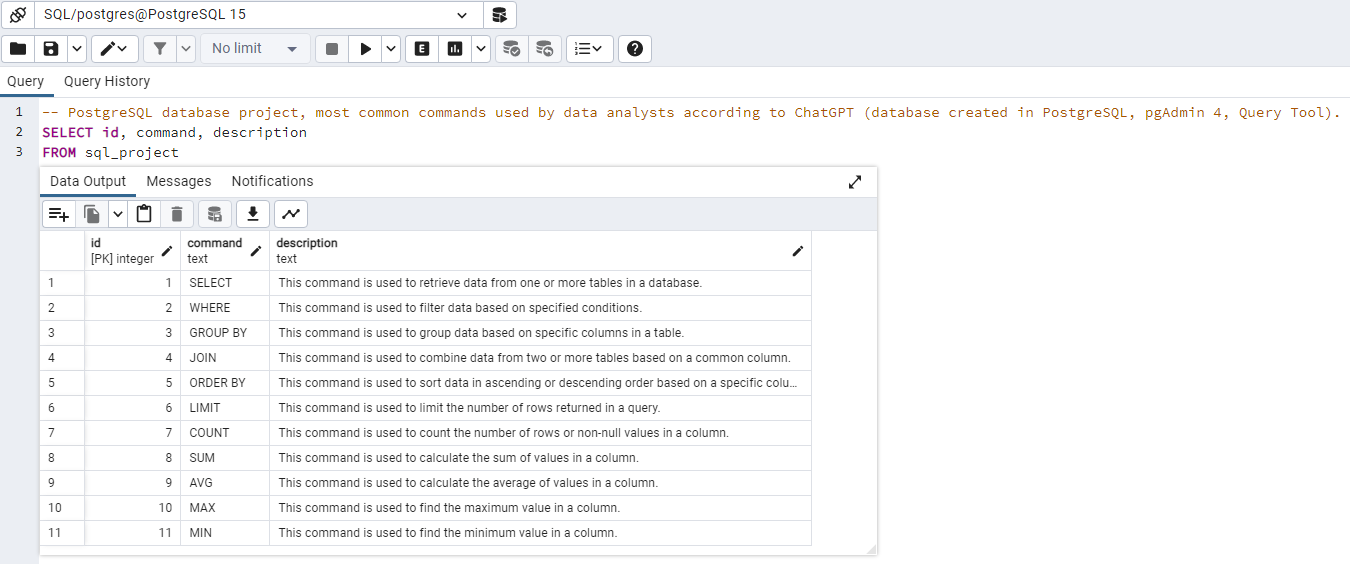 SQL/postgres@PostgreSQL 15
No limit
E
Query Query History
1 -- PostgreSQL database project, most common commands used by data analysts according to ChatGPT (database created in PostgreSQL, pgAdmin 4, Query Tool).
2 SELECT id, command, description
3 FROM sql_project
Data Output Messages Notifications
id command description
[PK] integer text text
1 1 SELECT This command is used to retrieve data from one or more tables in a database.
2 2 WHERE This command is used to filter data based on specified conditions.
3 3 GROUP BY This command is used to group data based on specific columns in a table.
4 4 JOIN This command is used to combine data from two or more tables based on a common column.
5 5 ORDER BY This command is used to sort data in ascending or descending order based on a specific colu...
6 6 LIMIT This command is used to limit the number of rows returned in a query.
7 7 COUNT This command is used to count the number of rows or non-null values in a column.
8 8 SUM This command is used to calculate the sum of values in a column.
9 9 AVG This command is used to calculate the average of values in a column.
10 10 MAX This command is used to find the maximum value in a column.
11 11 MIN This command is used to find the minimum value in a column.